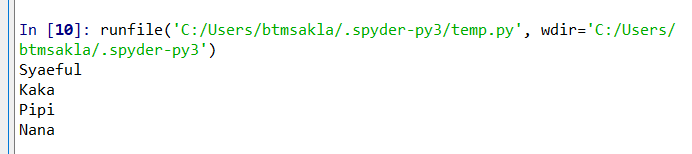 In [10]: runfile('C:/Users/btmsakla/.spyder-py3/temp.py', wdir='C:/Users/
btmsakla/.spyder-py3')
Syaeful
Kaka
Pipi
Nana